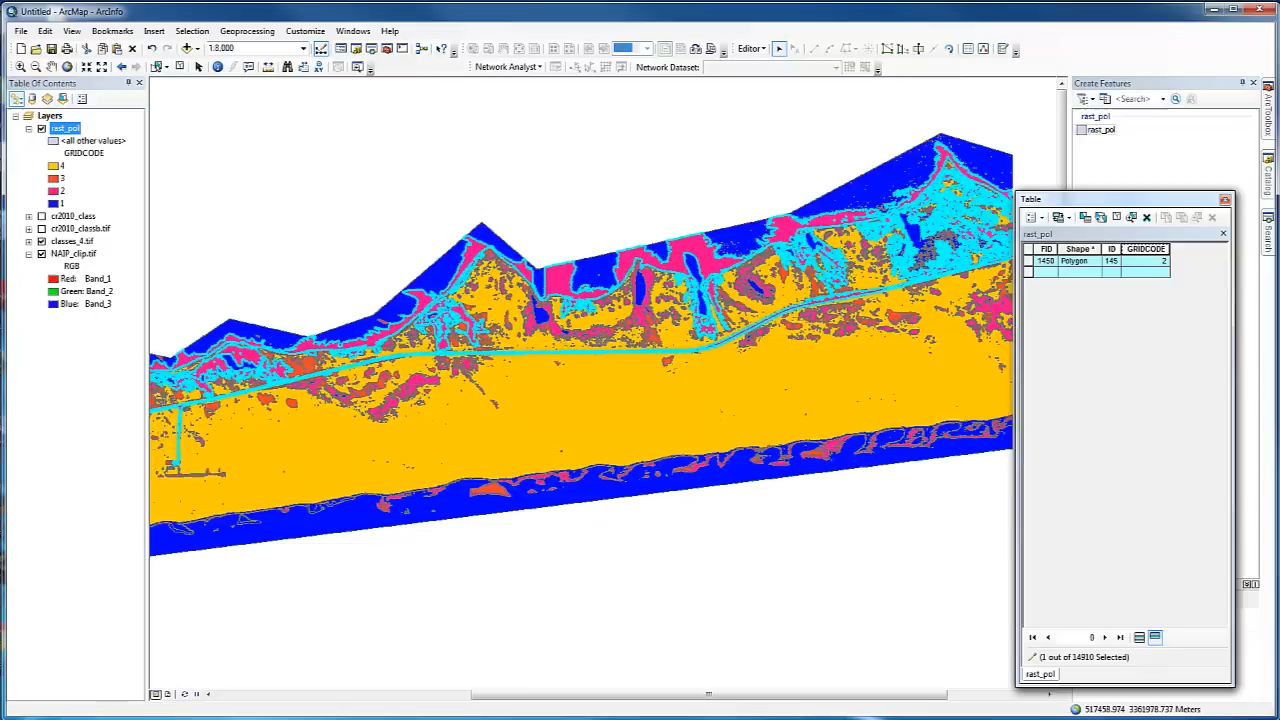 Untitled - ArcMap - ArcInfo
File Edit View Bookmarks Insert Selection Geoprocessing Customize Windows Help
1:8,000
Editor
Network Analyst
Network Dataset:
Table Of Contents
Layers
rast_pol
<all other values>
GRIDCODE
4
3
2
1
cr2010_class
cr2010_classb.tif
classes_4.tif
NAIP_clip.tif
RGB
Red: Band_1
Green: Band_2
Blue: Band_3
Create Features
<Search>
rast_pol
rast_pol
ArcToolbox
Catalog
Search
Table
rast_pol
FID Shape * ID GRIDCODE
1450 Polygon 145 2
0
(1 out of 14910 Selected)
rast_pol
517458.974 3361978.737 Meters